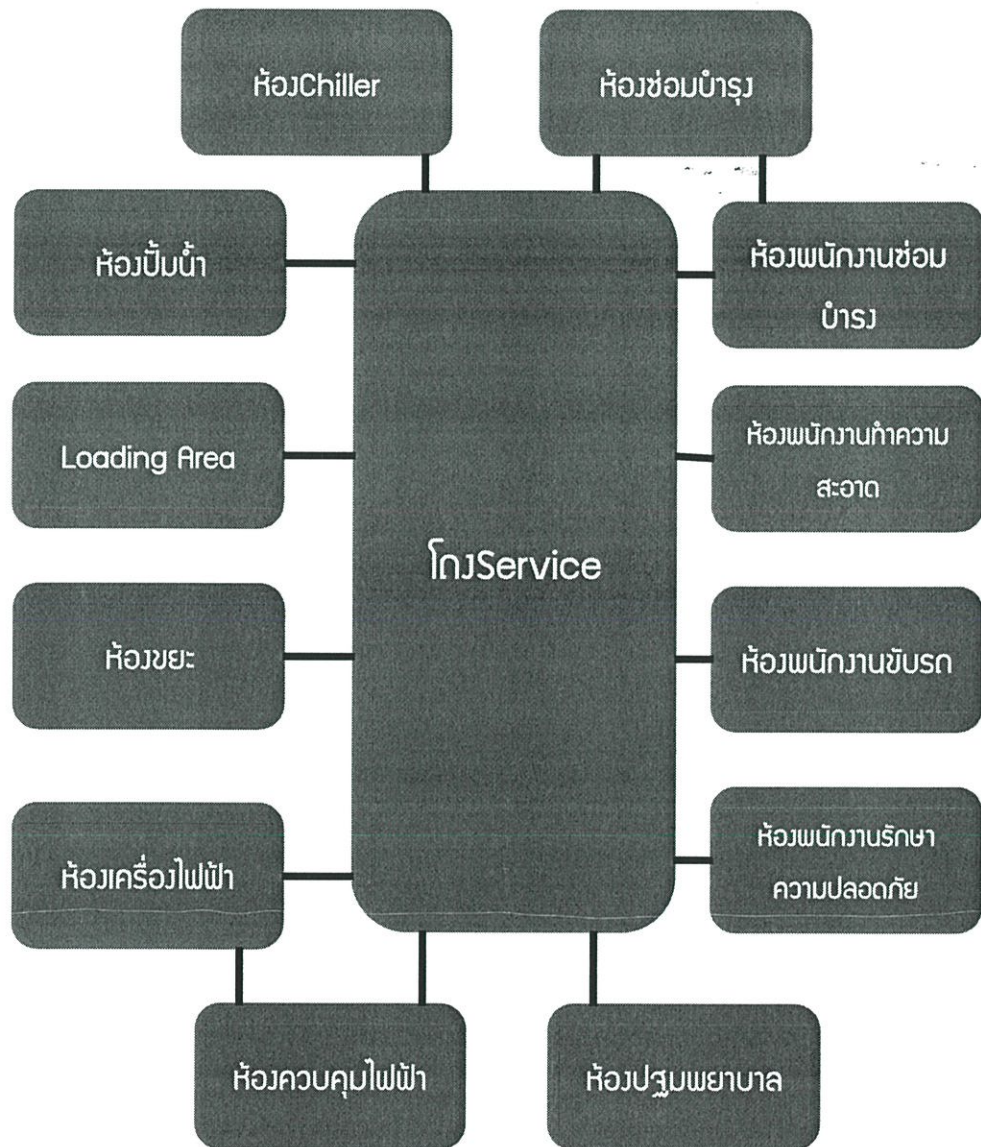 ห้องChiller
ห้องซ่อมบำรุง
ห้องปั้มน้ำ
ห้องพนักงานซ่อม
บำรง
Loading Area
ห้องพนักงานทำความ
สะอาด
โถงService
ห้องขยะ
ห้องพนักงานขับรถ
ห้องเครื่องไฟฟ้า
ห้องพนักงานรักษา
ความปลอดภัย
ห้องควบคุมไฟฟ้า
ห้องปฐมพยาบาล